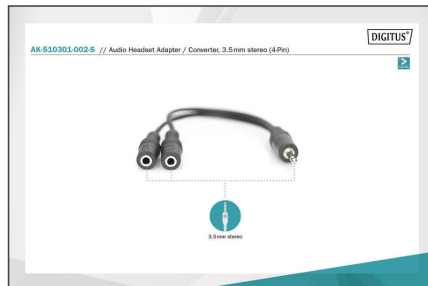 DIGITUS®
AK-510301-002-S // Audio Headset Adapter / Converter, 3.5 mm stereo (4-Pin)
3.5 mm stereo